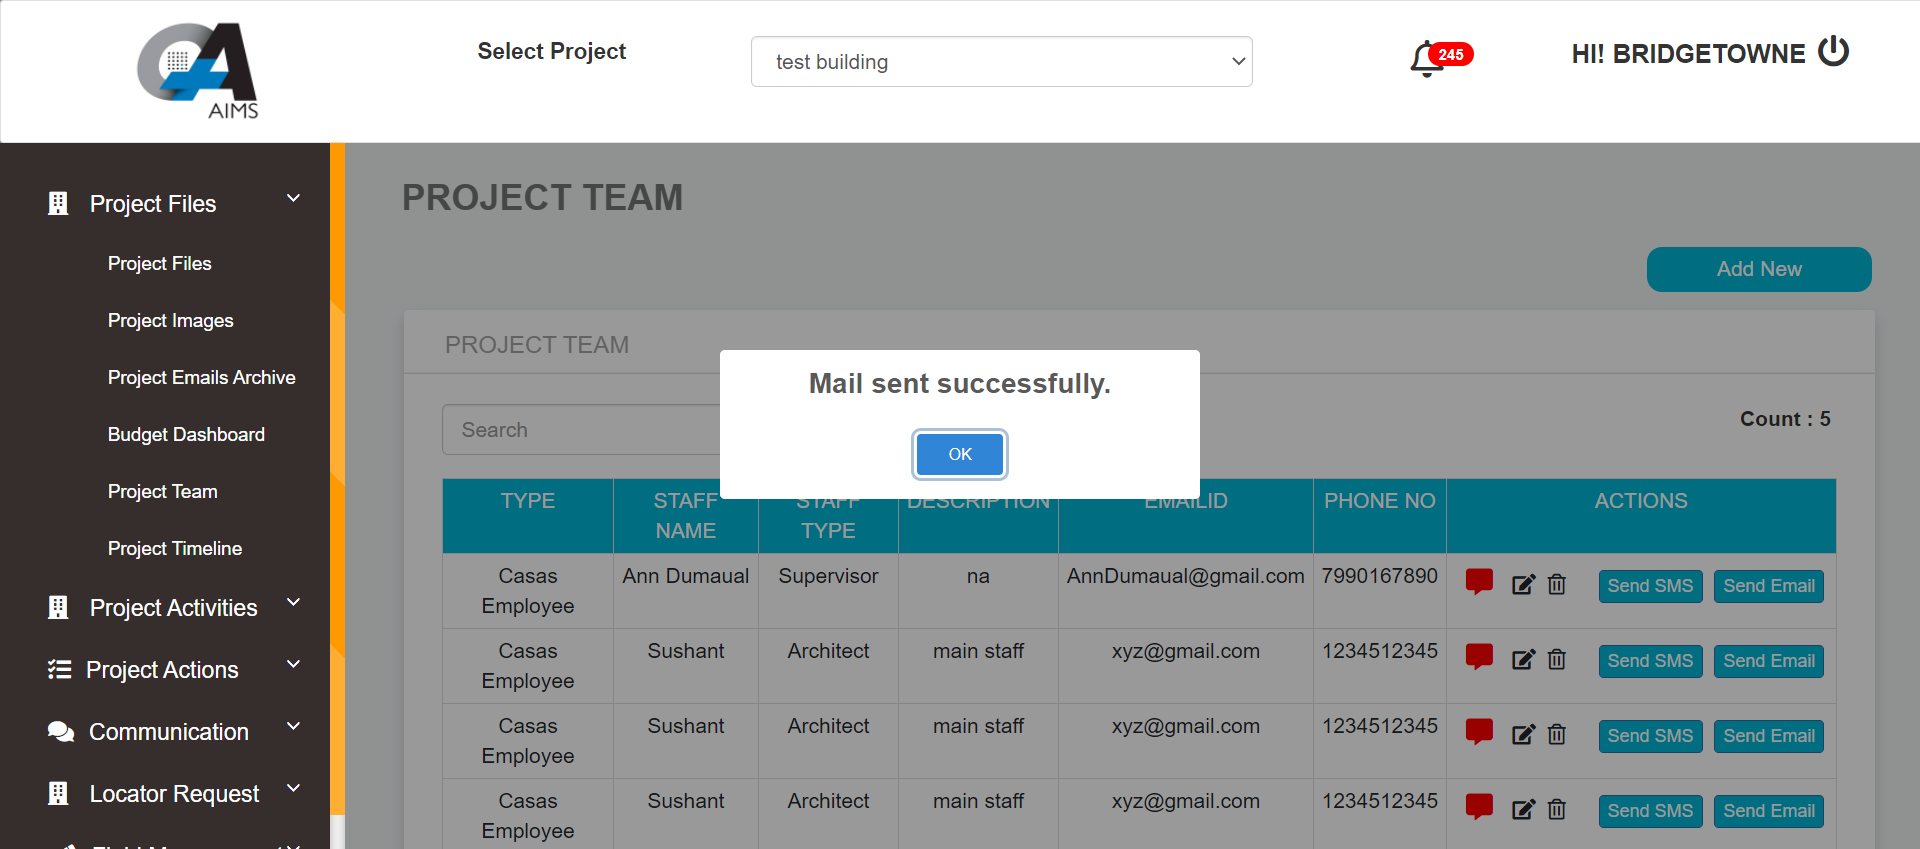 AIMS
Select Project
test building
245
HI! BRIDGETOWNE
Project Files
Project Files
Project Images
Project Emails Archive
Budget Dashboard
Project Team
Project Timeline
Project Activities
Project Actions
Communication
Locator Request
PROJECT TEAM
Add New
PROJECT TEAM
Mail sent successfully.
OK
Search
Count : 5
TYPE STAFF NAME STAFF TYPE DESCRIPTION EMAILID PHONE NO ACTIONS
Casas Employee Ann Dumaual Supervisor na AnnDumaual@gmail.com 7990167890 Send SMS Send Email
Casas Employee Sushant Architect main staff xyz@gmail.com 1234512345 Send SMS Send Email
Casas Employee Sushant Architect main staff xyz@gmail.com 1234512345 Send SMS Send Email
Casas Employee Sushant Architect main staff xyz@gmail.com 1234512345 Send SMS Send Email